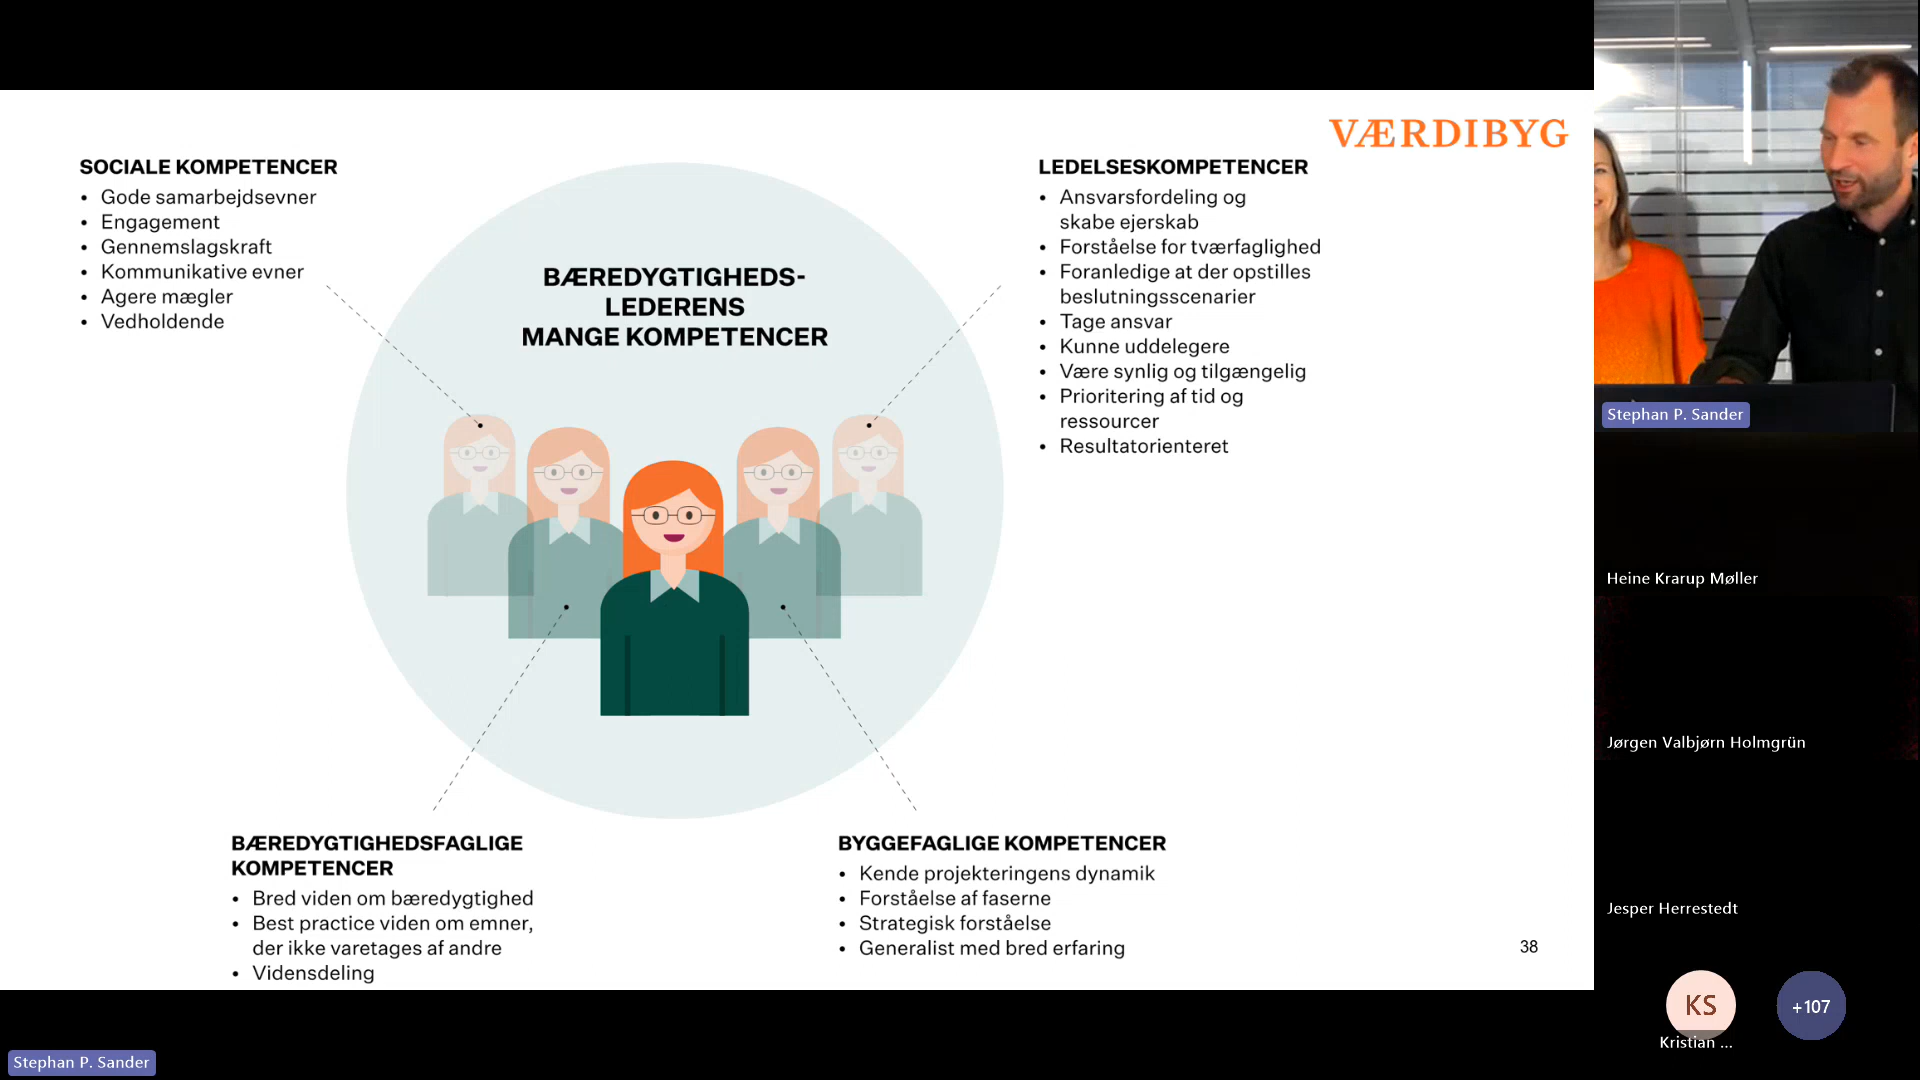 VÆRDIBYG
SOCIALE KOMPETENCER
• Gode samarbejdsevner
• Engagement
• Gennemslagskraft
• Kommunikative evner
• Agere mægler
• Vedholdende
BÆREDYGTIGHEDS-
LEDERENS
MANGE KOMPETENCER
LEDELSESKOMPETENCER
• Ansvarsfordeling og
skabe ejerskab
• Forståelse for tværfaglighed
• Foranledige at der opstilles
beslutningsscenarier
• Tage ansvar
• Kunne uddelegere
• Være synlig og tilgængelig
• Prioritering af tid og
ressourcer
• Resultatorienteret
BÆREDYGTIGHEDSFAGLIGE
KOMPETENCER
• Bred viden om bæredygtighed
• Best practice viden om emner,
der ikke varetages af andre
• Vidensdeling
BYGGEFAGLIGE KOMPETENCER
• Kende projekteringens dynamik
• Forståelse af faserne
• Strategisk forståelse
• Generalist med bred erfaring
38
Stephan P. Sander
Heine Krarup Møller
Jørgen Valbjørn Holmgrün
Jesper Herrestedt
KS
+107
Kristian ...
Stephan P. Sander